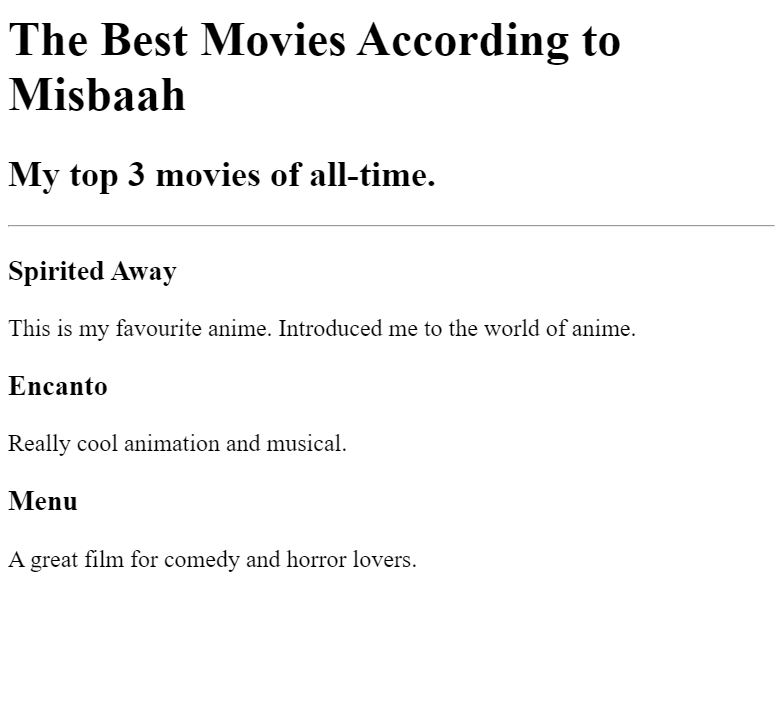 The Best Movies According to
Misbaah
My top 3 movies of all-time.
Spirited Away
This is my favourite anime. Introduced me to the world of anime.
Encanto
Really cool animation and musical.
Menu
A great film for comedy and horror lovers.